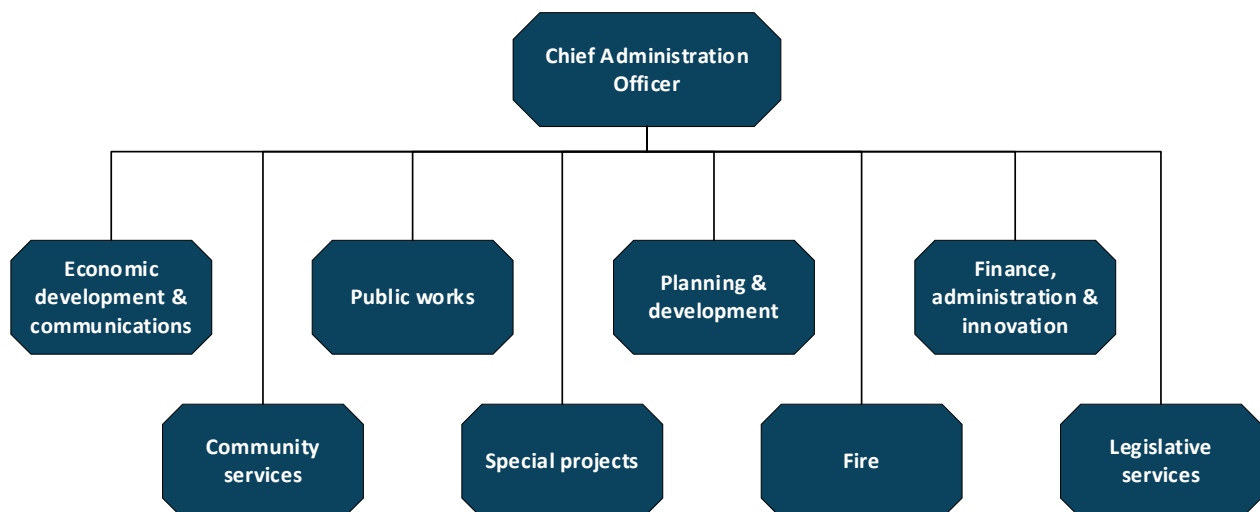 Chief Administration
Officer
Economic
development &
communications
Public works
Planning &
development
Finance,
administration &
innovation
Community
services
Special projects
Fire
Legislative
services